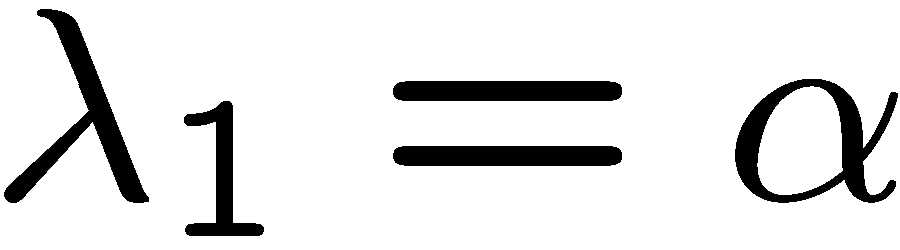 λ₁ = α